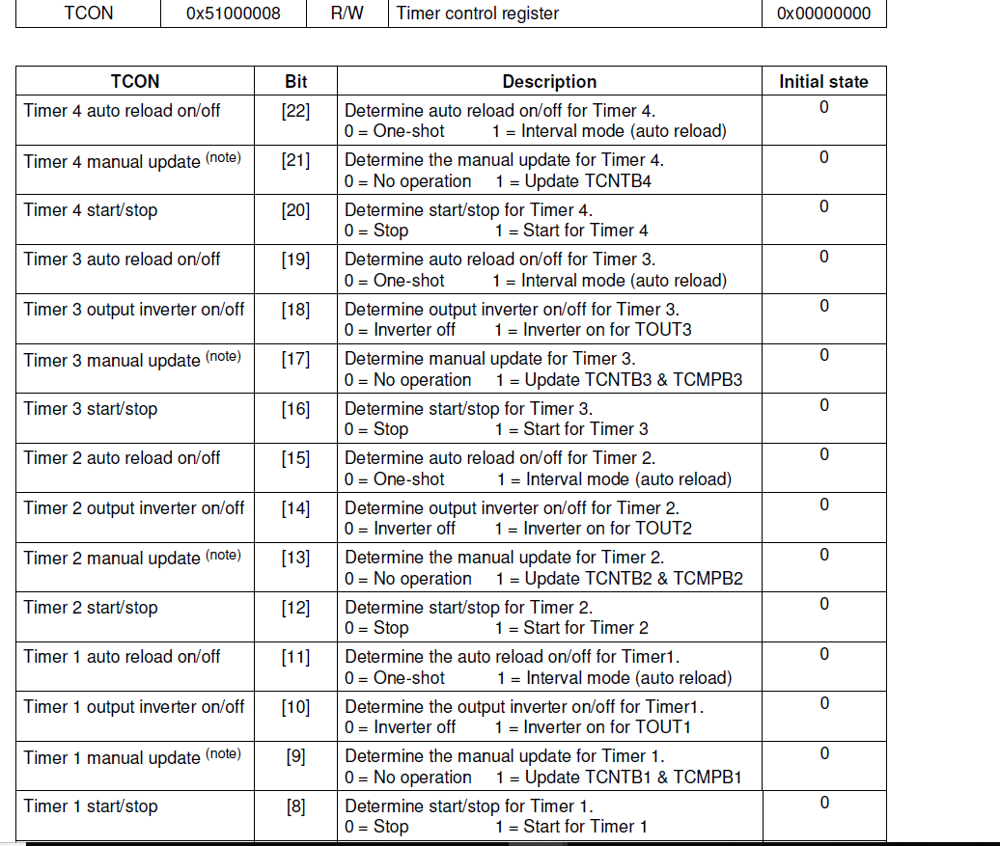 TCON 0x51000008 R/W Timer control register 0x00000000
TCON Bit Description Initial state
Timer 4 auto reload on/off [22] Determine auto reload on/off for Timer 4. 0
0 = One-shot 1 = Interval mode (auto reload)
Timer 4 manual update (note) [21] Determine the manual update for Timer 4. 0
0 = No operation 1 = Update TCNTB4
Timer 4 start/stop [20] Determine start/stop for Timer 4. 0
0 = Stop 1 = Start for Timer 4
Timer 3 auto reload on/off [19] Determine auto reload on/off for Timer 3. 0
0 = One-shot 1 = Interval mode (auto reload)
Timer 3 output inverter on/off [18] Determine output inverter on/off for Timer 3. 0
0 = Inverter off 1 = Inverter on for TOUT3
Timer 3 manual update (note) [17] Determine manual update for Timer 3. 0
0 = No operation 1 = Update TCNTB3 & TCMPB3
Timer 3 start/stop [16] Determine start/stop for Timer 3. 0
0 = Stop 1 = Start for Timer 3
Timer 2 auto reload on/off [15] Determine auto reload on/off for Timer 2. 0
0 = One-shot 1 = Interval mode (auto reload)
Timer 2 output inverter on/off [14] Determine output inverter on/off for Timer 2. 0
0 = Inverter off 1 = Inverter on for TOUT2
Timer 2 manual update (note) [13] Determine the manual update for Timer 2. 0
0 = No operation 1 = Update TCNTB2 & TCMPB2
Timer 2 start/stop [12] Determine start/stop for Timer 2. 0
0 = Stop 1 = Start for Timer 2
Timer 1 auto reload on/off [11] Determine the auto reload on/off for Timer1. 0
0 = One-shot 1 = Interval mode (auto reload)
Timer 1 output inverter on/off [10] Determine the output inverter on/off for Timer1. 0
0 = Inverter off 1 = Inverter on for TOUT1
Timer 1 manual update (note) [9] Determine the manual update for Timer 1. 0
0 = No operation 1 = Update TCNTB1 & TCMPB1
Timer 1 start/stop [8] Determine start/stop for Timer 1. 0
0 = Stop 1 = Start for Timer 1